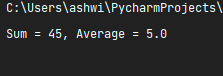 C:\Users\ashwi\PycharmProjects\
Sum = 45, Average = 5.0